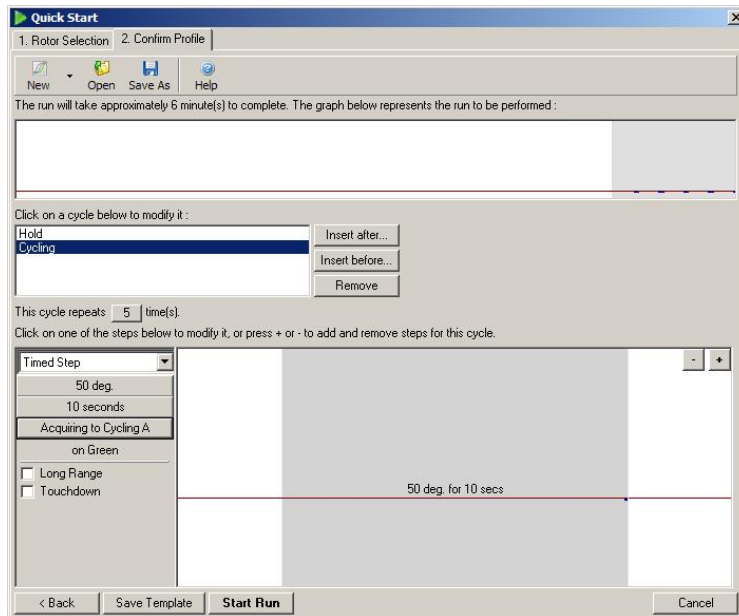 Quick Start
1. Rotor Selection 2. Confirm Profile
New Open Save As Help
The run will take approximately 6 minute(s) to complete. The graph below represents the run to be performed :
Click on a cycle below to modify it :
Hold
Cycling
Insert after...
Insert before...
Remove
This cycle repeats 5 time(s).
Click on one of the steps below to modify it, or press + or - to add and remove steps for this cycle.
Timed Step
- +
50 deg.
10 seconds
Acquiring to Cycling A
on Green
Long Range
Touchdown
50 deg. for 10 secs
< Back Save Template Start Run Cancel